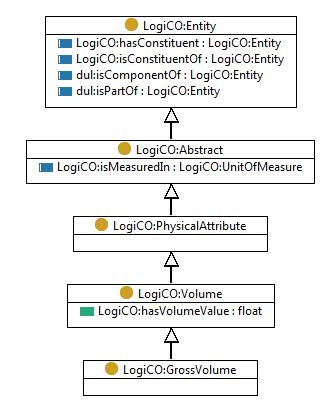 LogiCO:Entity
LogiCO:hasConstituent : LogiCO:Entity
LogiCO:isConstituentOf : LogiCO:Entity
dul:isComponentOf : LogiCO:Entity
dul:isPartOf : LogiCO:Entity
LogiCO:Abstract
LogiCO:isMeasuredIn : LogiCO:UnitOfMeasure
LogiCO:PhysicalAttribute
LogiCO:Volume
LogiCO:hasVolumeValue : float
LogiCO:GrossVolume